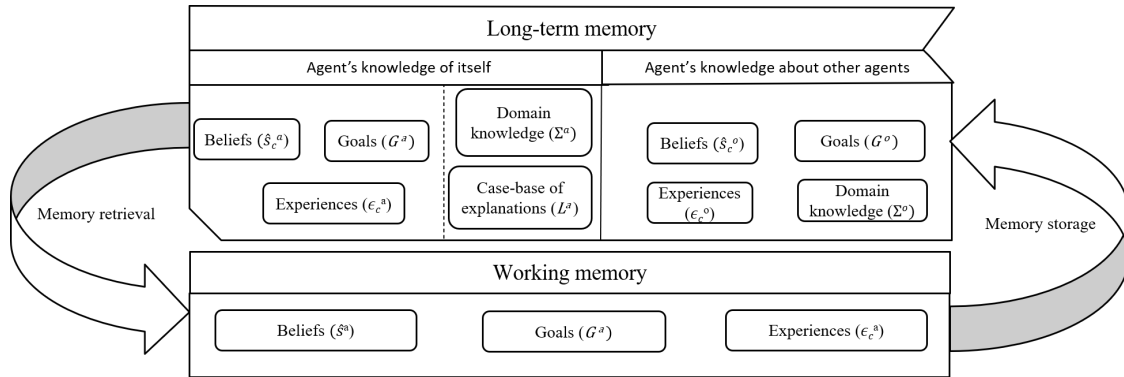 Long-term memory
Agent's knowledge of itself
Agent's knowledge about other agents
Beliefs (ŝ_c^a)
Goals (G^a)
Experiences (ϵ_c^a)
Domain
knowledge (Σ^a)
Case-base of
explanations (L^a)
Beliefs (ŝ_c^o)
Goals (G^o)
Experiences
(ϵ_c^o)
Domain
knowledge (Σ^o)
Memory retrieval
Memory storage
Working memory
Beliefs (ŝ^a)
Goals (G^a)
Experiences (ϵ_c^a)